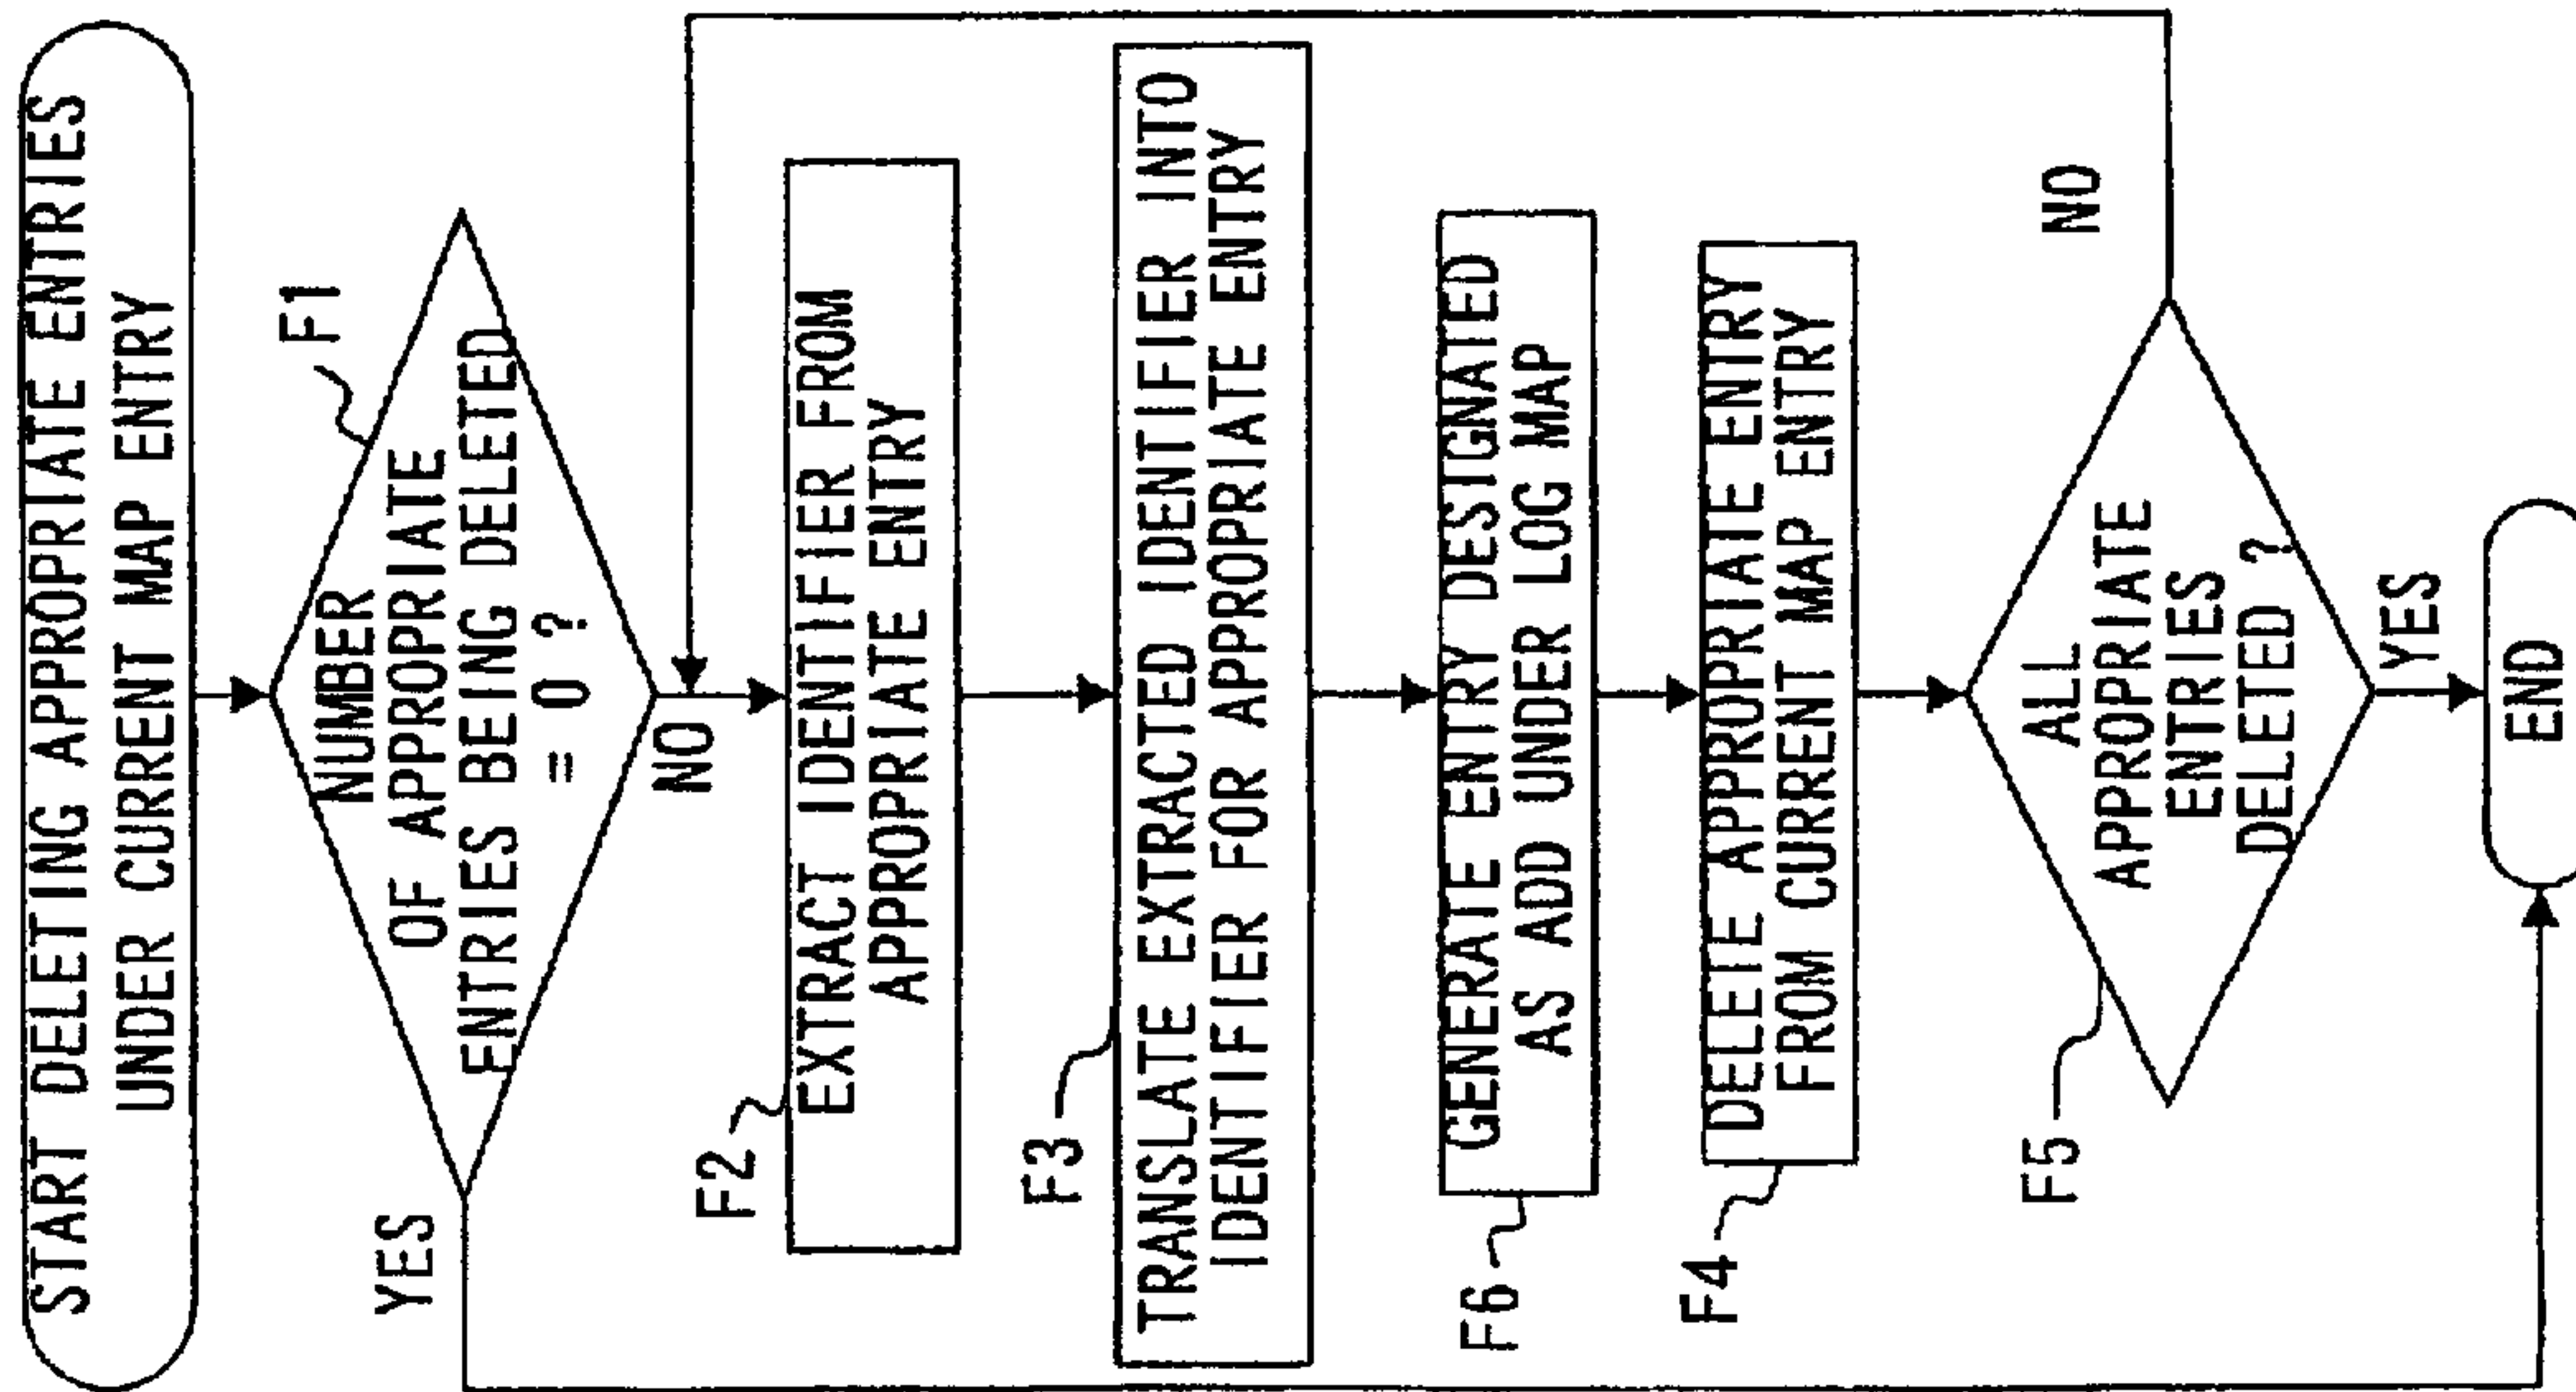 START DELETING APPROPRIATE ENTRIES
UNDER CURRENT MAP ENTRY
F1
NUMBER
OF APPROPRIATE
ENTRIES BEING DELETED
= 0 ?
YES
NO
F2
EXTRACT IDENTIFIER FROM
APPROPRIATE ENTRY
F3
TRANSLATE EXTRACTED IDENTIFIER INTO
IDENTIFIER FOR APPROPRIATE ENTRY
F6
GENERATE ENTRY DESIGNATED
AS ADD UNDER LOG MAP
F4
DELETE APPROPRIATE ENTRY
FROM CURRENT MAP ENTRY
F5
ALL
APPROPRIATE
ENTRIES
DELETED ?
NO
YES
END